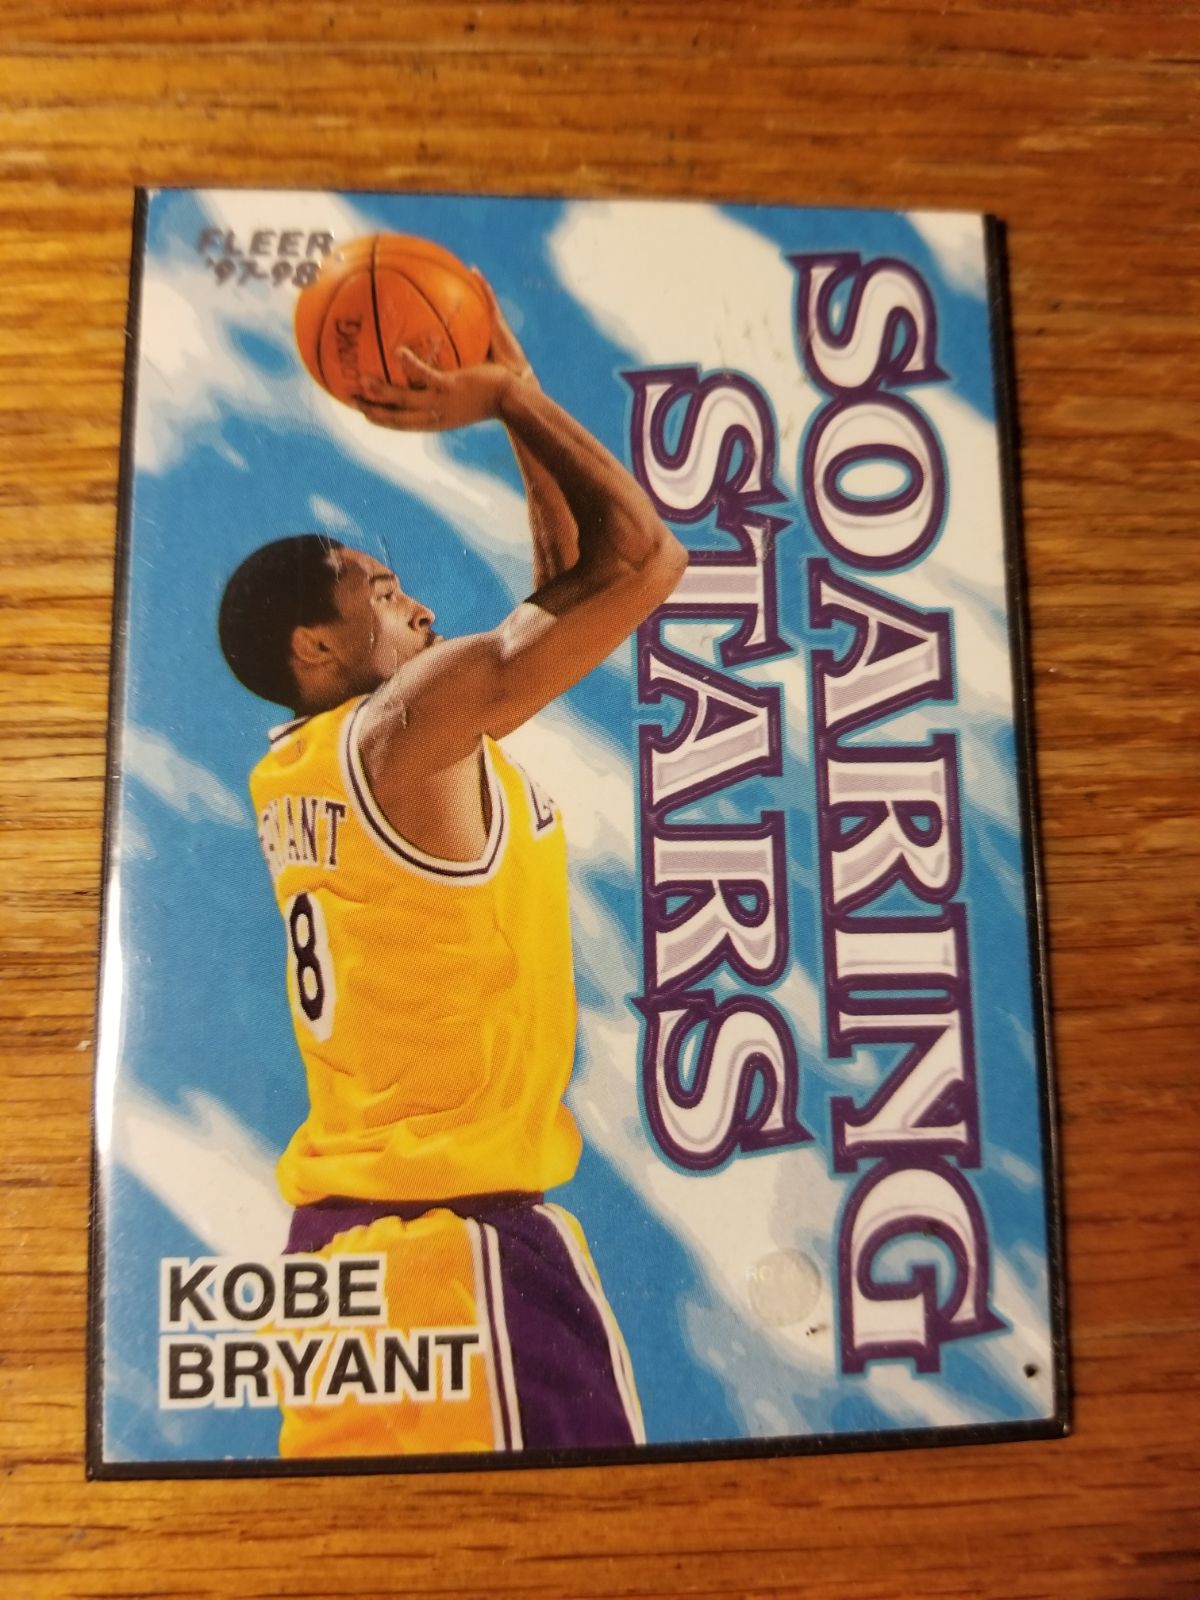 FLEER
'97-98
SOARING
STARS
BRYANT
8
KOBE
BRYANT